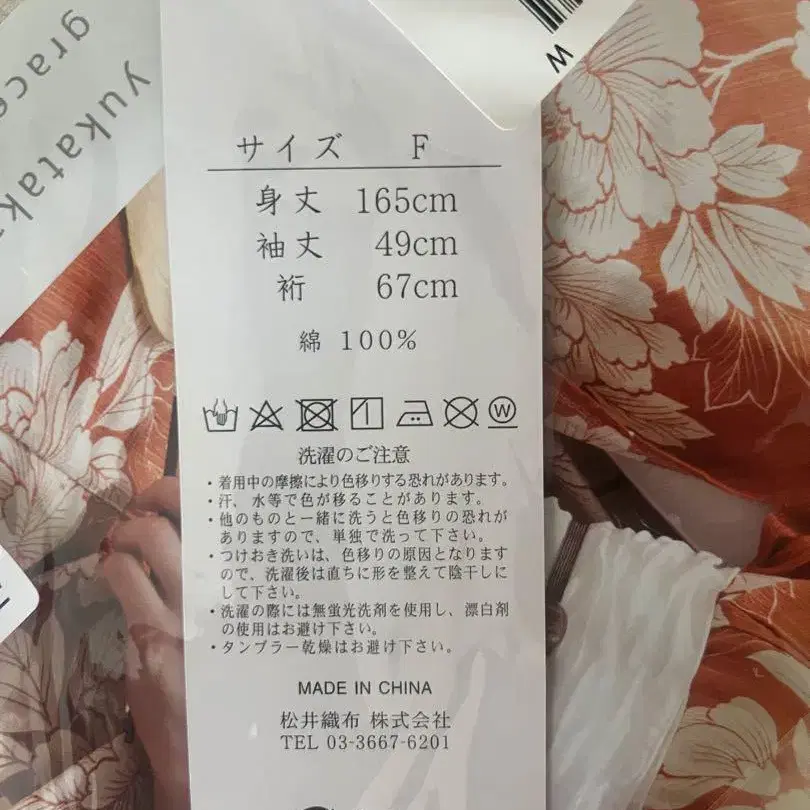 yukatak
grace
W
サイズ F
身丈 165cm
袖丈 49cm
裄 67cm
綿 100%
W
洗濯のご注意
・着用中の摩擦により色移りする恐れがあります。
・汗、水等で色が移ることがあります。
・他のものと一緒に洗うと色移りの恐れが
ありますので、単独で洗って下さい。
・つけおき洗いは、色移りの原因となります
ので、洗濯後は直ちに形を整えて陰干しに
して下さい。
・洗濯の際には無蛍光洗剤を使用し、漂白剤
の使用はお避け下さい。
・タンブラー乾燥はお避け下さい。
MADE IN CHINA
松井織布 株式会社
TEL 03-3667-6201